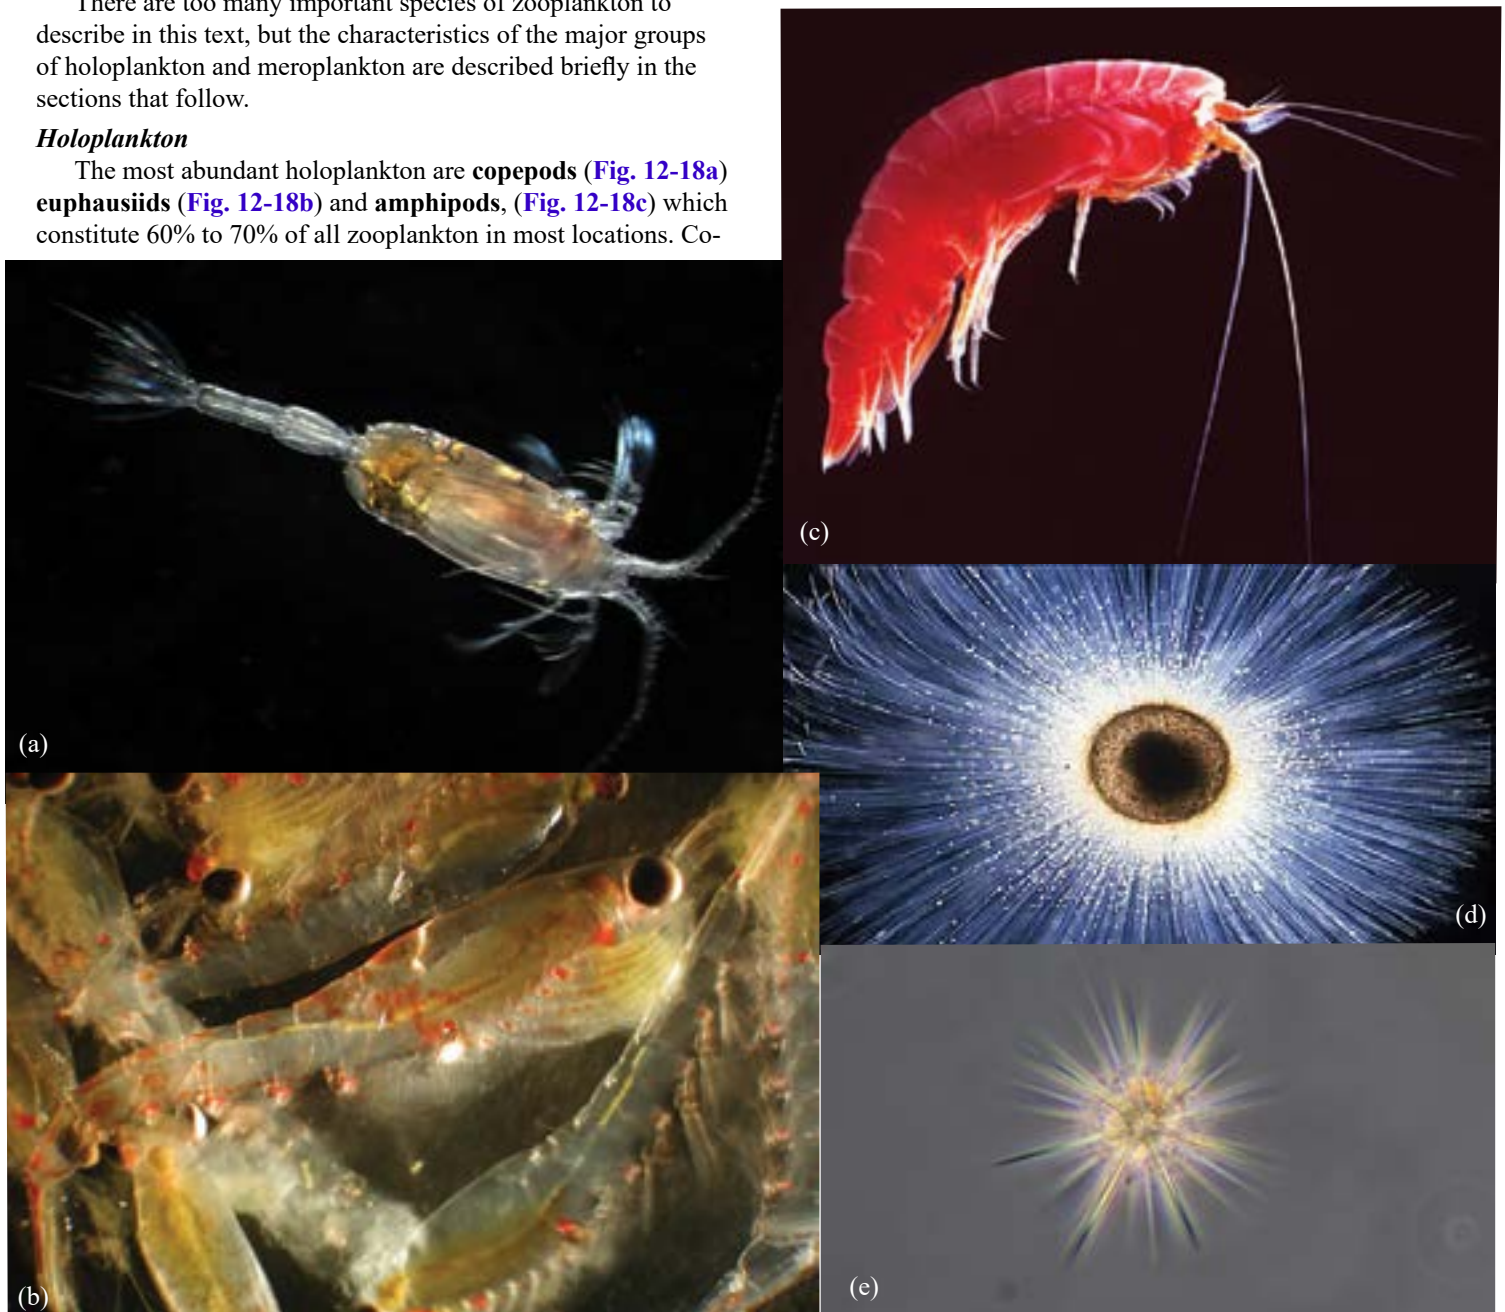 There are too many important species of zooplankton to
describe in this text, but the characteristics of the major groups
of holoplankton and meroplankton are described briefly in the
sections that follow.
Holoplankton
The most abundant holoplankton are copepods (Fig. 12-18a)
euphausiids (Fig. 12-18b) and amphipods, (Fig. 12-18c) which
constitute 60% to 70% of all zooplankton in most locations. Co-
(a)
(b)
(c)
(d)
(e)